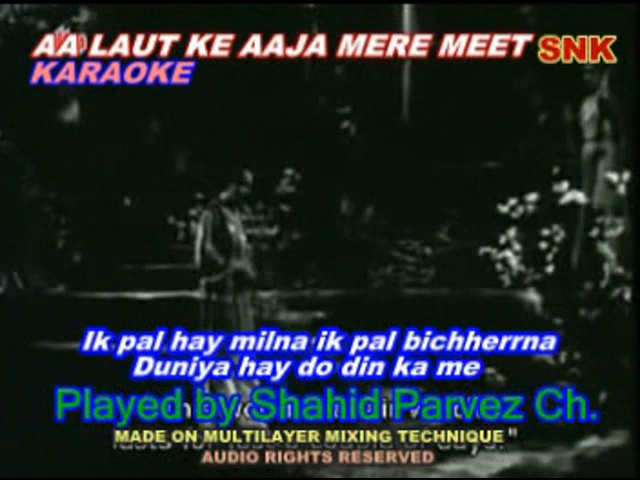 AA LAUT KE AAJA MERE MEET SNK
KARAOKE
Ik pal hay milna ik pal bichherrna
Duniya hay do din ka me
Played by Shahid Parvez Ch.
MADE ON MULTILAYER MIXING TECHNIQUE
AUDIO RIGHTS RESERVED